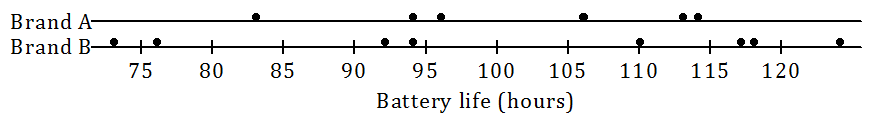 Brand A
Brand B
75 80 85 90 95 100 105 110 115 120
Battery life (hours)